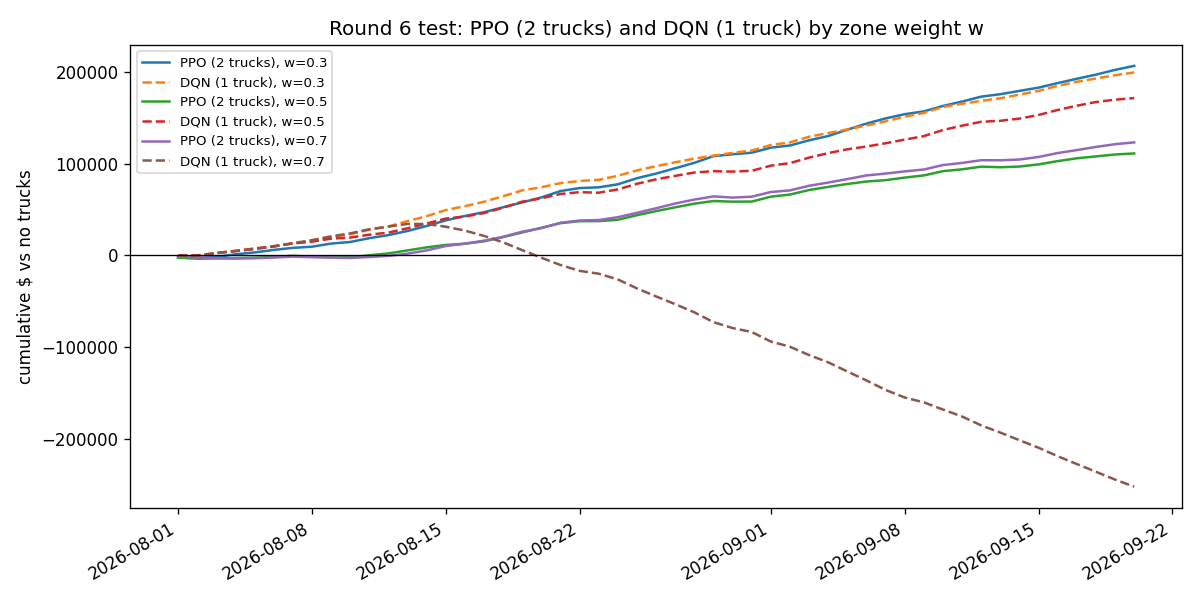 Round 6 test: PPO (2 trucks) and DQN (1 truck) by zone weight w
PPO (2 trucks), w=0.3
DQN (1 truck), w=0.3
PPO (2 trucks), w=0.5
DQN (1 truck), w=0.5
PPO (2 trucks), w=0.7
DQN (1 truck), w=0.7
cumulative $ vs no trucks
200000
100000
0
−100000
−200000
2026-08-01
2026-08-08
2026-08-15
2026-08-22
2026-09-01
2026-09-08
2026-09-15
2026-09-22